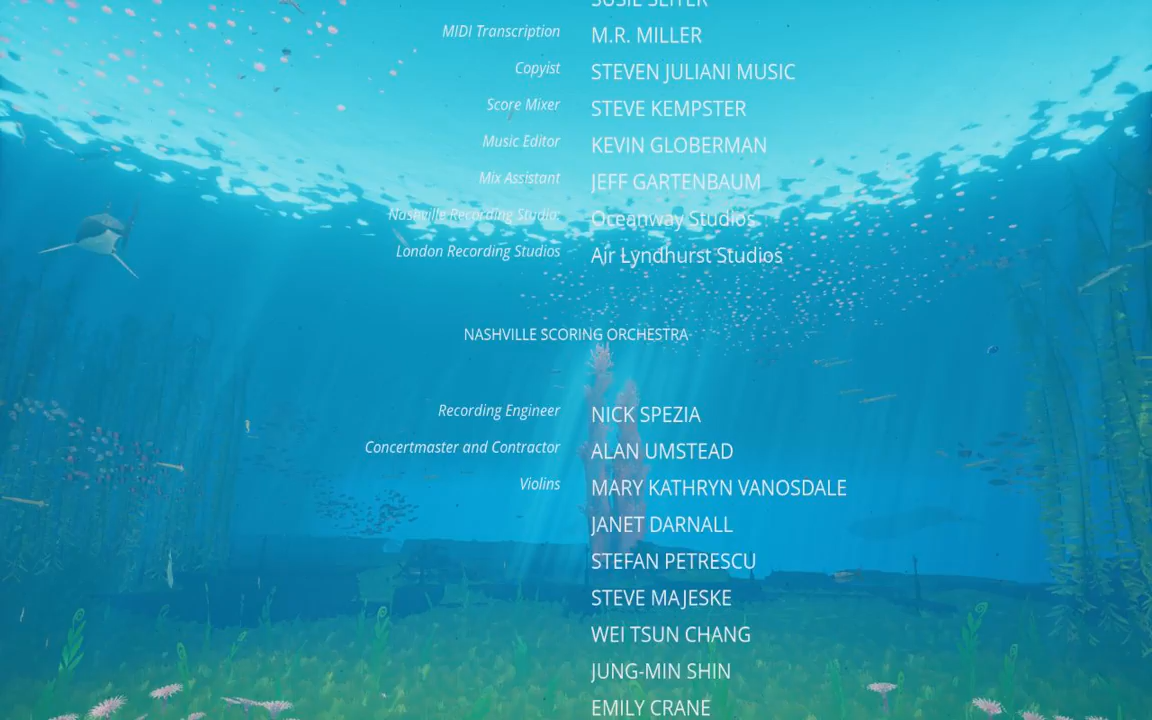 SUSIE SEITER
MIDI Transcription M.R. MILLER
Copyist STEVEN JULIANI MUSIC
Score Mixer STEVE KEMPSTER
Music Editor KEVIN GLOBERMAN
Mix Assistant JEFF GARTENBAUM
Nashville Recording Studio: Oceanway Studios
London Recording Studios Air Lyndhurst Studios
NASHVILLE SCORING ORCHESTRA
Recording Engineer NICK SPEZIA
Concertmaster and Contractor ALAN UMSTEAD
Violins MARY KATHRYN VANOSDALE
JANET DARNALL
STEFAN PETRESCU
STEVE MAJESKE
WEI TSUN CHANG
JUNG-MIN SHIN
EMILY CRANE